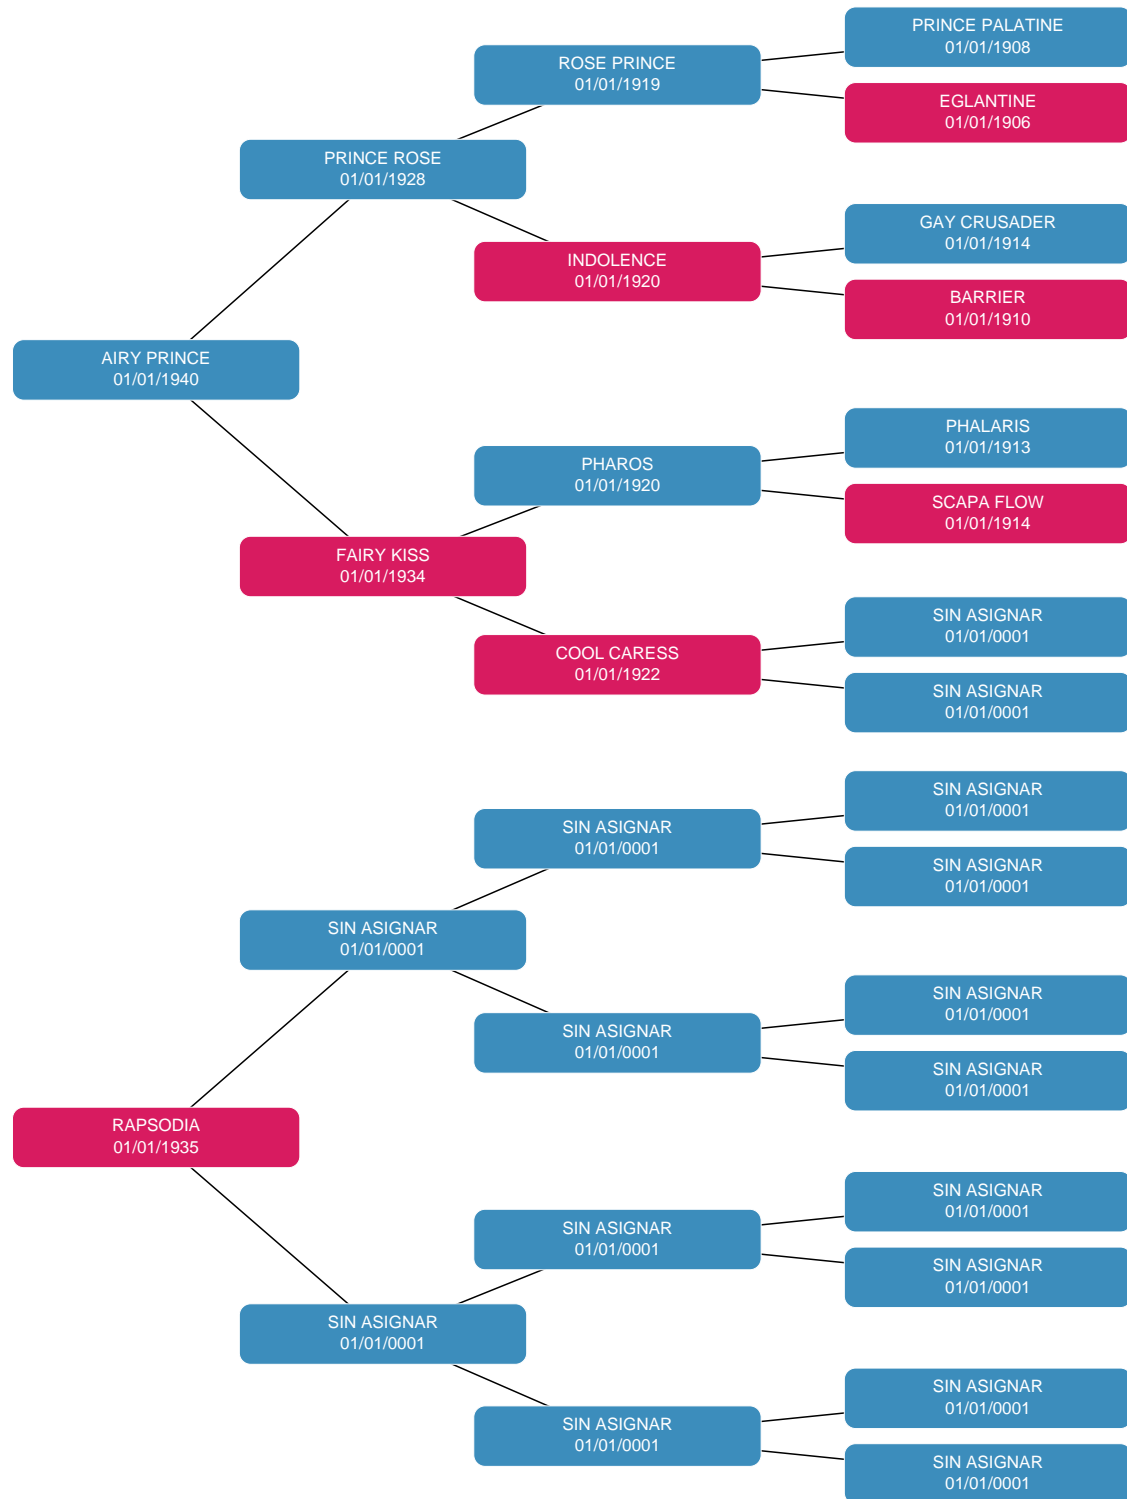 PRINCE PALATINE
01/01/1908
ROSE PRINCE
01/01/1919
EGLANTINE
01/01/1906
PRINCE ROSE
01/01/1928
GAY CRUSADER
01/01/1914
INDOLENCE
01/01/1920
BARRIER
01/01/1910
AIRY PRINCE
01/01/1940
PHALARIS
01/01/1913
PHAROS
01/01/1920
SCAPA FLOW
01/01/1914
FAIRY KISS
01/01/1934
SIN ASIGNAR
01/01/0001
COOL CARESS
01/01/1922
SIN ASIGNAR
01/01/0001
SIN ASIGNAR
01/01/0001
SIN ASIGNAR
01/01/0001
SIN ASIGNAR
01/01/0001
SIN ASIGNAR
01/01/0001
SIN ASIGNAR
01/01/0001
SIN ASIGNAR
01/01/0001
SIN ASIGNAR
01/01/0001
RAPSODIA
01/01/1935
SIN ASIGNAR
01/01/0001
SIN ASIGNAR
01/01/0001
SIN ASIGNAR
01/01/0001
SIN ASIGNAR
01/01/0001
SIN ASIGNAR
01/01/0001
SIN ASIGNAR
01/01/0001
SIN ASIGNAR
01/01/0001